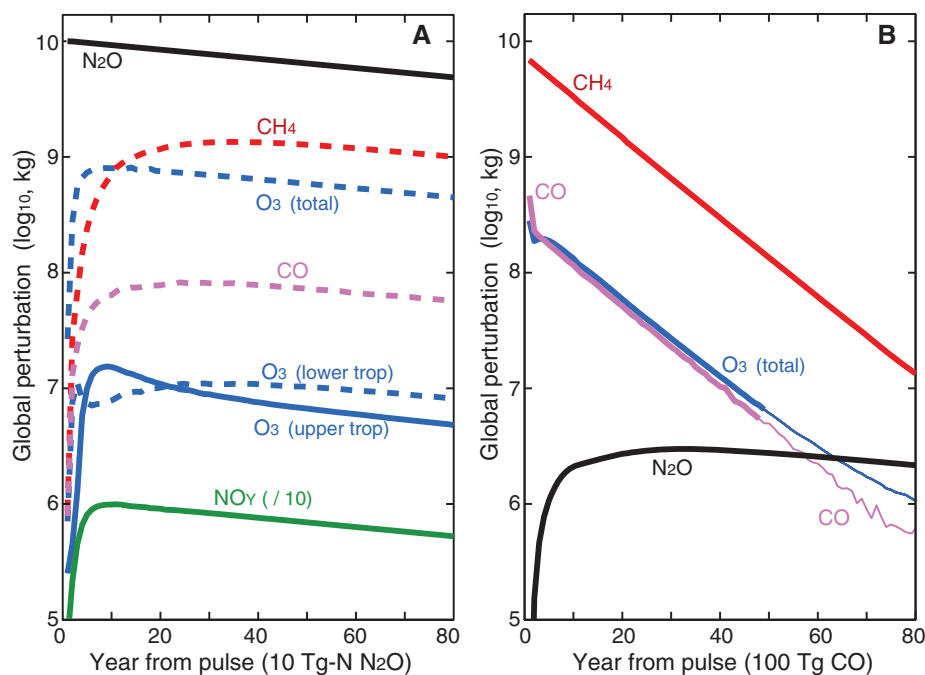 A
B
Global perturbation (log10, kg)
10
9
8
7
6
5
N2O
CH4
O3 (total)
CO
O3 (lower trop)
O3 (upper trop)
NOY ( / 10)
0 20 40 60 80
Year from pulse (10 Tg-N N2O)
Global perturbation (log10, kg)
10
9
8
7
6
5
CH4
CO
O3 (total)
N2O
CO
0 20 40 60 80
Year from pulse (100 Tg CO)